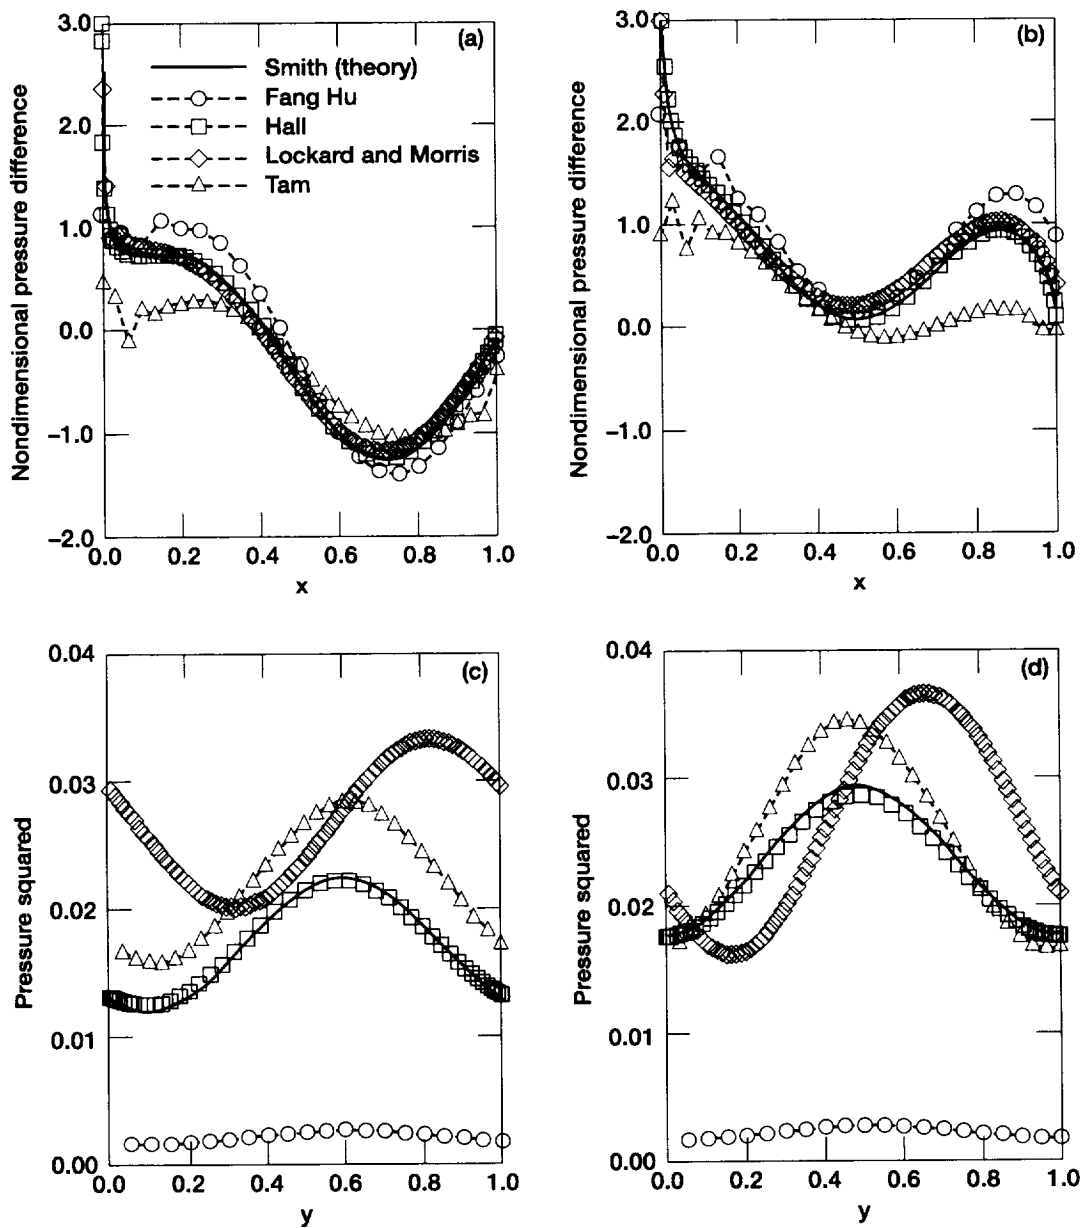 (a)
3.0
2.0
1.0
0.0
−1.0
−2.0
Nondimensional pressure difference
Smith (theory)
Fang Hu
Hall
Lockard and Morris
Tam
0.0 0.2 0.4 0.6 0.8 1.0
x
(b)
3.0
2.0
1.0
0.0
−1.0
−2.0
Nondimensional pressure difference
0.0 0.2 0.4 0.6 0.8 1.0
x
(c)
0.04
0.03
0.02
0.01
0.00
Pressure squared
0.0 0.2 0.4 0.6 0.8 1.0
y
(d)
0.04
0.03
0.02
0.01
0.00
Pressure squared
0.0 0.2 0.4 0.6 0.8 1.0
y